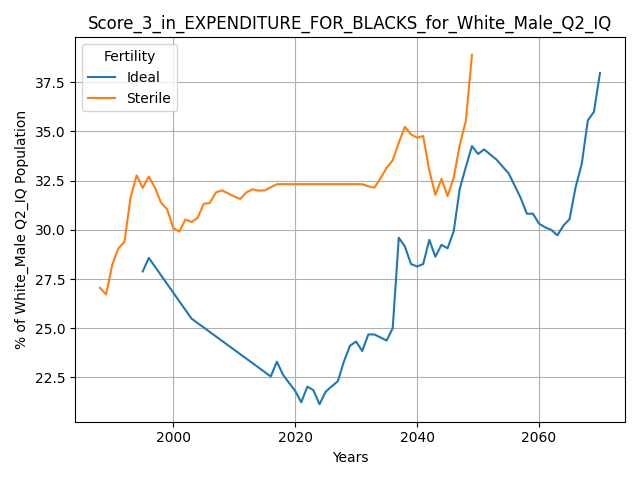 Score_3_in_EXPENDITURE_FOR_BLACKS_for_White_Male_Q2_IQ
Fertility
Ideal
Sterile
37.5
35.0
32.5
30.0
27.5
25.0
22.5
% of White_Male Q2_IQ Population
2000
2020
2040
2060
Years